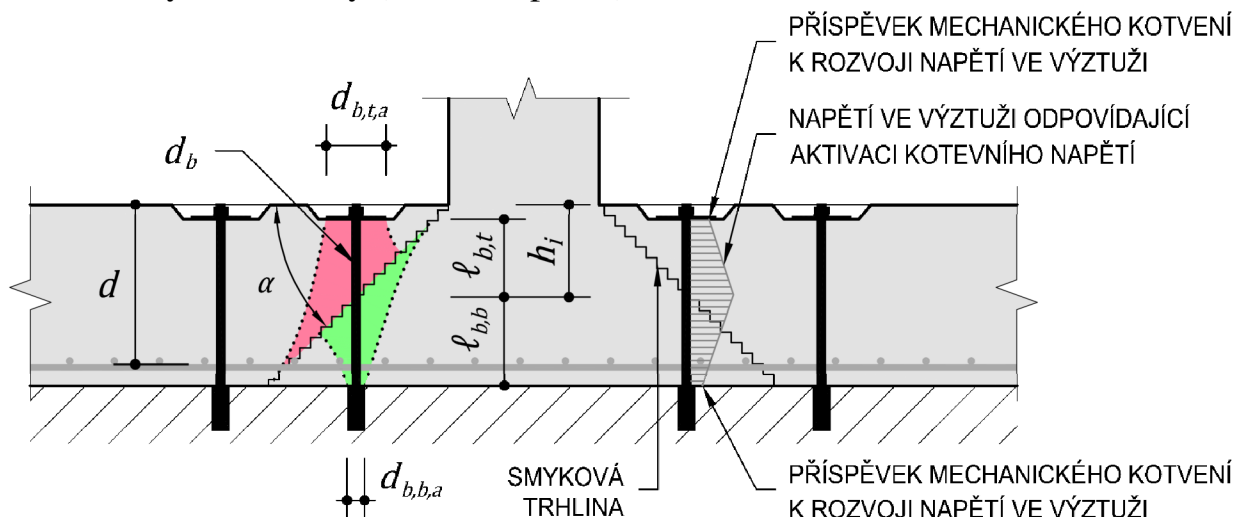 PŘÍSPĚVEK MECHANICKÉHO KOTVENÍ
K ROZVOJI NAPĚTÍ VE VÝZTUŽI
NAPĚTÍ VE VÝZTUŽI ODPOVÍDAJÍCÍ
AKTIVACI KOTEVNÍHO NAPĚTÍ
d_{b,t,a}
d_b
d
α
ℓ_{b,t}
h_i
ℓ_{b,b}
d_{b,b,a}
SMYKOVÁ
TRHLINA
PŘÍSPĚVEK MECHANICKÉHO KOTVENÍ
K ROZVOJI NAPĚTÍ VE VÝZTUŽI